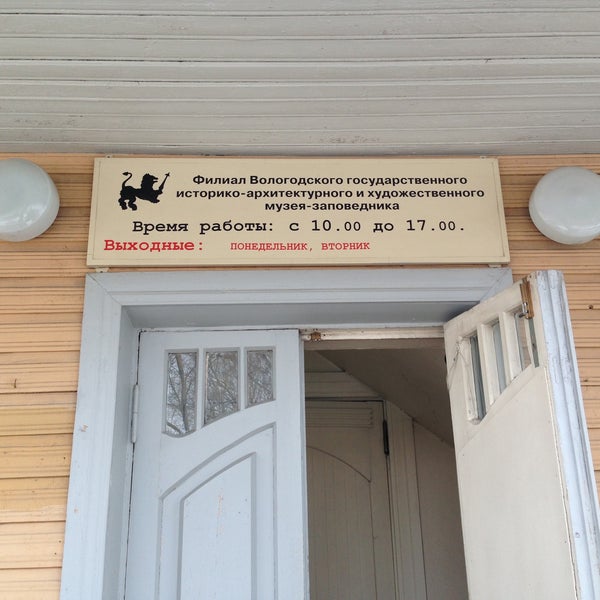 Филиал Вологодского государственного
историко-архитектурного и художественного
музея-заповедника
Время работы: с 10.00 до 17.00.
Выходные: ПОНЕДЕЛЬНИК, ВТОРНИК